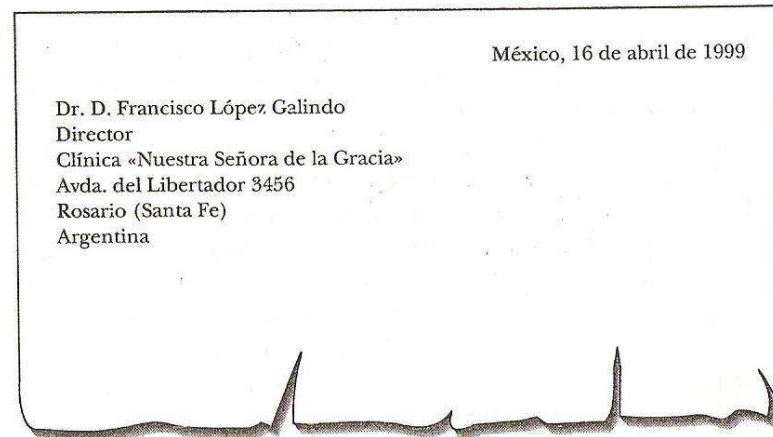 México, 16 de abril de 1999
Dr. D. Francisco López Galindo
Director
Clínica «Nuestra Señora de la Gracia»
Avda. del Libertador 3456
Rosario (Santa Fe)
Argentina